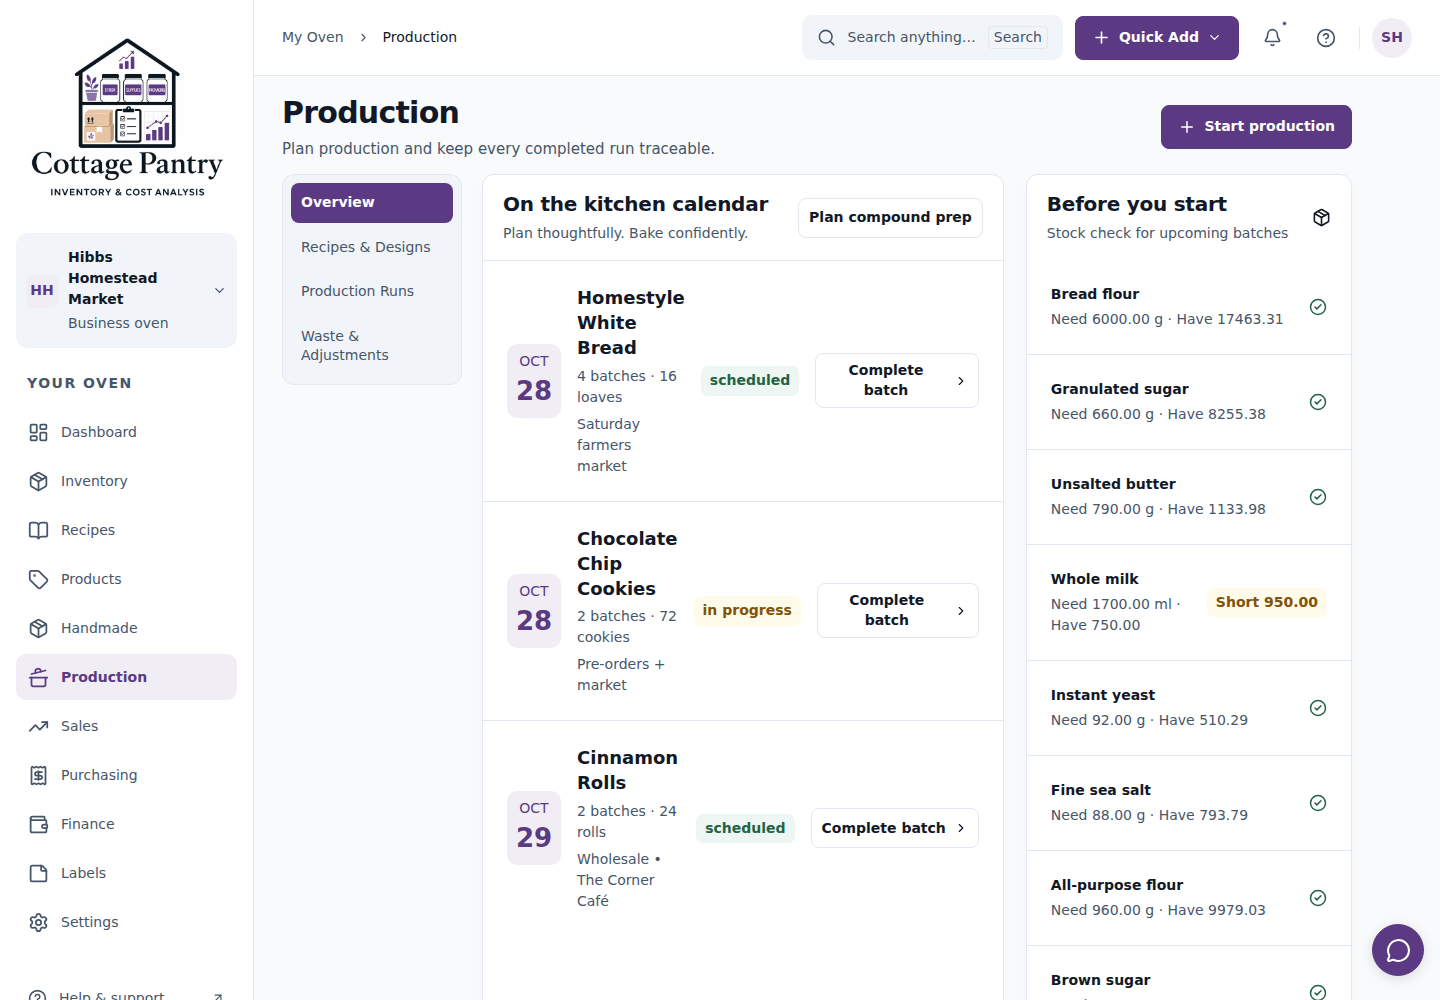 Cottage Pantry
INVENTORY & COST ANALYSIS
HH
Hibbs
Homestead
Market
Business oven
YOUR OVEN
Dashboard
Inventory
Recipes
Products
Handmade
Production
Sales
Purchasing
Finance
Labels
Settings
Help & support
My Oven > Production
Search anything... Search
+ Quick Add
SH
Production
Plan production and keep every completed run traceable.
+ Start production
Overview
Recipes & Designs
Production Runs
Waste &
Adjustments
On the kitchen calendar
Plan thoughtfully. Bake confidently.
Plan compound prep
OCT
28
Homestyle
White
Bread
4 batches · 16
loaves
Saturday
farmers
market
scheduled
Complete
batch
OCT
28
Chocolate
Chip
Cookies
2 batches · 72
cookies
Pre-orders +
market
in progress
Complete
batch
OCT
29
Cinnamon
Rolls
2 batches · 24
rolls
Wholesale •
The Corner
Café
scheduled
Complete batch
Before you start
Stock check for upcoming batches
Bread flour
Need 6000.00 g · Have 17463.31
Granulated sugar
Need 660.00 g · Have 8255.38
Unsalted butter
Need 790.00 g · Have 1133.98
Whole milk
Need 1700.00 ml ·
Have 750.00
Short 950.00
Instant yeast
Need 92.00 g · Have 510.29
Fine sea salt
Need 88.00 g · Have 793.79
All-purpose flour
Need 960.00 g · Have 9979.03
Brown sugar